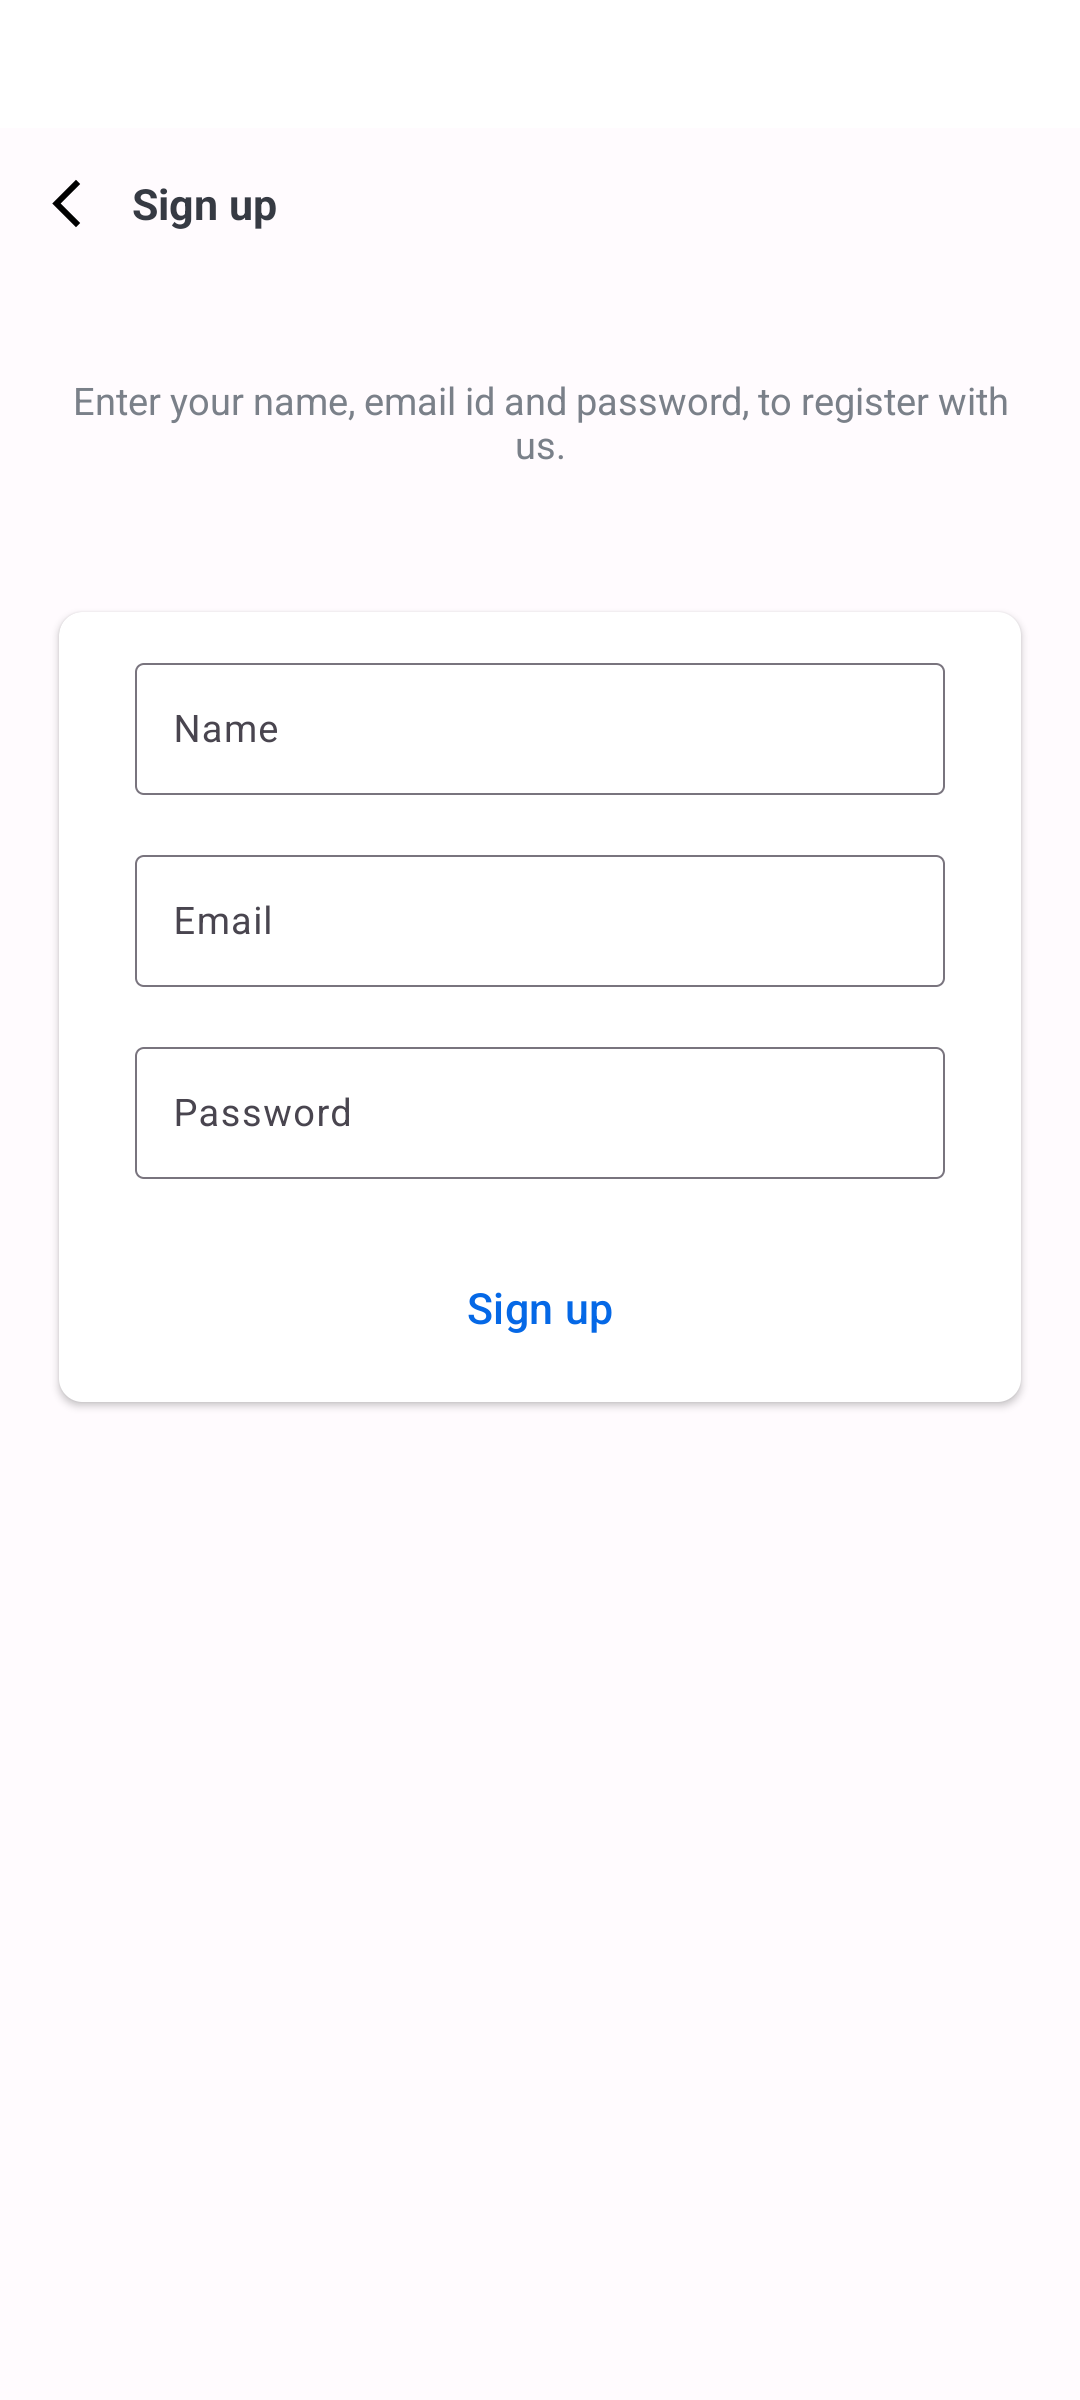 Sign up
Enter your name, email id and password, to register with
us.
Name
Email
Password
Sign up